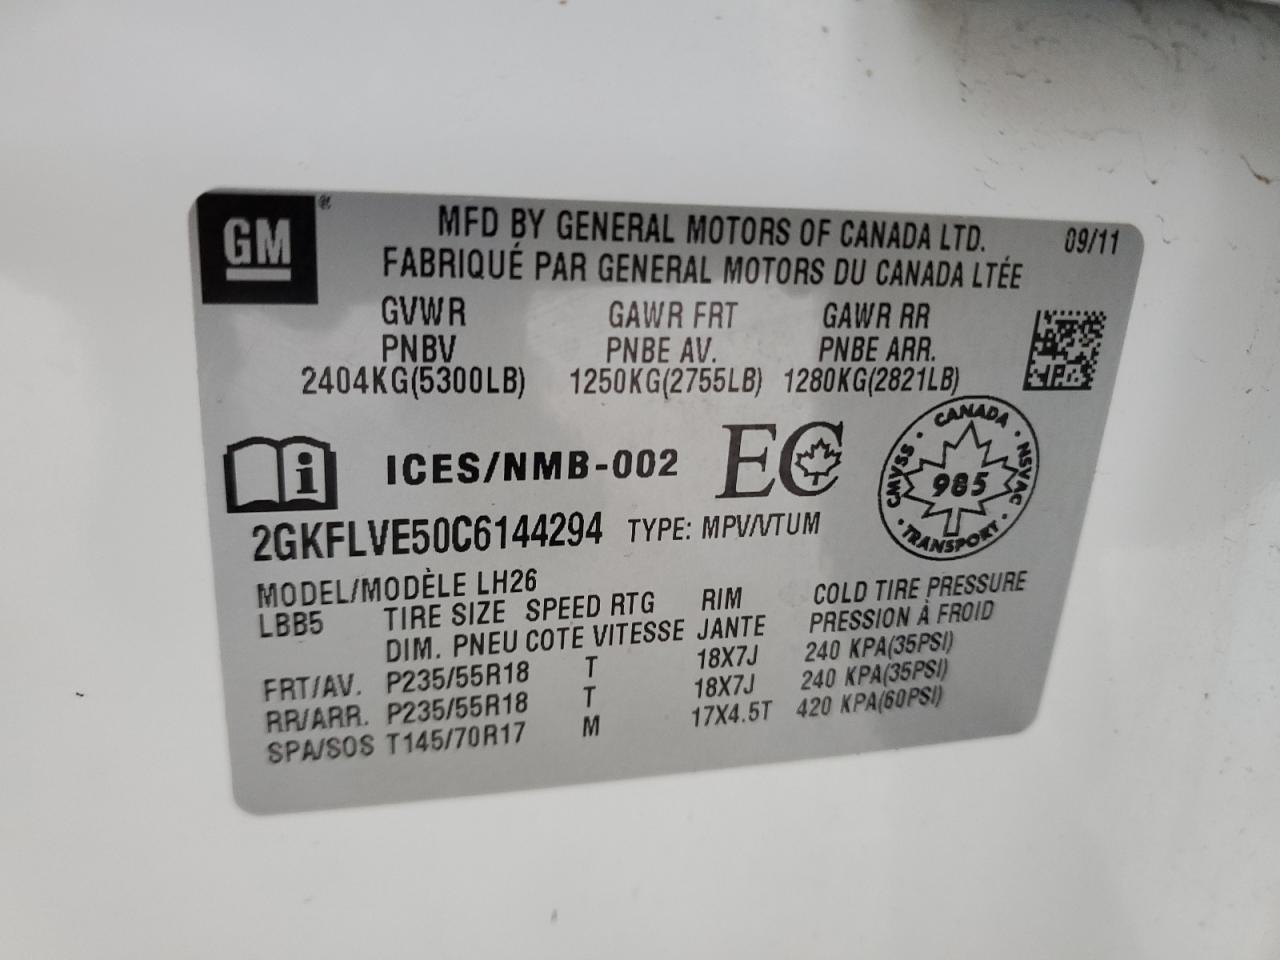 GM®
MFD BY GENERAL MOTORS OF CANADA LTD. 09/11
FABRIQUÉ PAR GENERAL MOTORS DU CANADA LTÉE
GVWR GAWR FRT GAWR RR
PNBV PNBE AV. PNBE ARR.
2404KG(5300LB) 1250KG(2755LB) 1280KG(2821LB)
i ICES/NMB-002 EC
CANADA · NSVAC · TRANSPORT · CMVSS ·
985
2GKFLVE50C6144294 TYPE: MPV/VTUM
MODEL/MODÈLE LH26
LBB5 TIRE SIZE SPEED RTG RIM COLD TIRE PRESSURE
DIM. PNEU COTE VITESSE JANTE PRESSION À FROID
FRT/AV. P235/55R18 T 18X7J 240 KPA(35PSI)
RR/ARR. P235/55R18 T 18X7J 240 KPA(35PSI)
SPA/SOS T145/70R17 M 17X4.5T 420 KPA(60PSI)